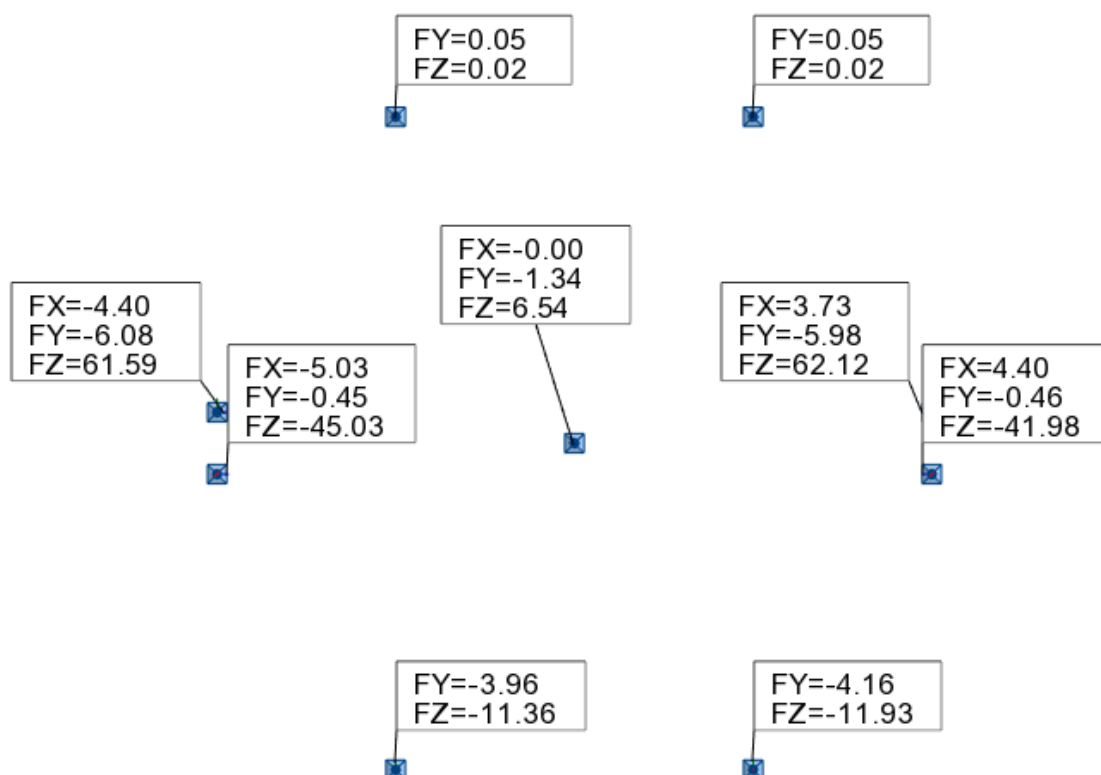 FY=0.05
FZ=0.02
FY=0.05
FZ=0.02
FX=-0.00
FY=-1.34
FZ=6.54
FX=-4.40
FY=-6.08
FZ=61.59
FX=3.73
FY=-5.98
FZ=62.12
FX=-5.03
FY=-0.45
FZ=-45.03
FX=4.40
FY=-0.46
FZ=-41.98
FY=-3.96
FZ=-11.36
FY=-4.16
FZ=-11.93